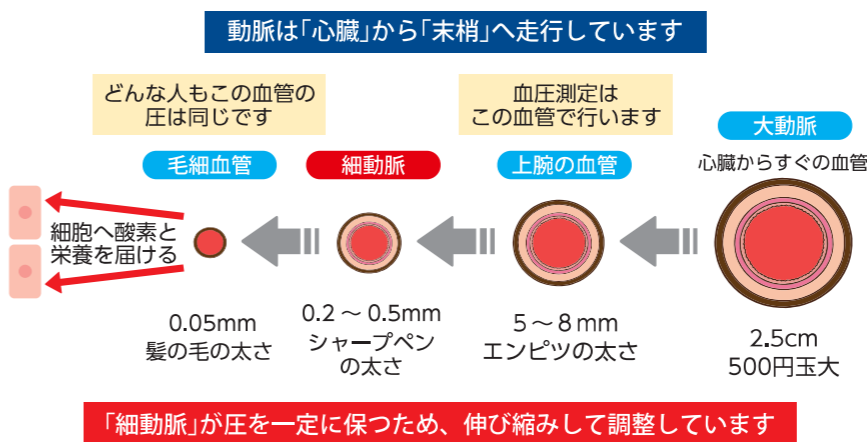 動脈は「心臓」から「末梢」へ走行しています
どんな人もこの血管の
圧は同じです
血圧測定は
この血管で行います
毛細血管
細動脈
上腕の血管
大動脈
心臓からすぐの血管
細胞へ酸素と
栄養を届ける
0.05mm
髪の毛の太さ
0.2～0.5mm
シャープペン
の太さ
5～8mm
エンピツの太さ
2.5cm
500円玉大
「細動脈」が圧を一定に保つため、伸び縮みして調整しています